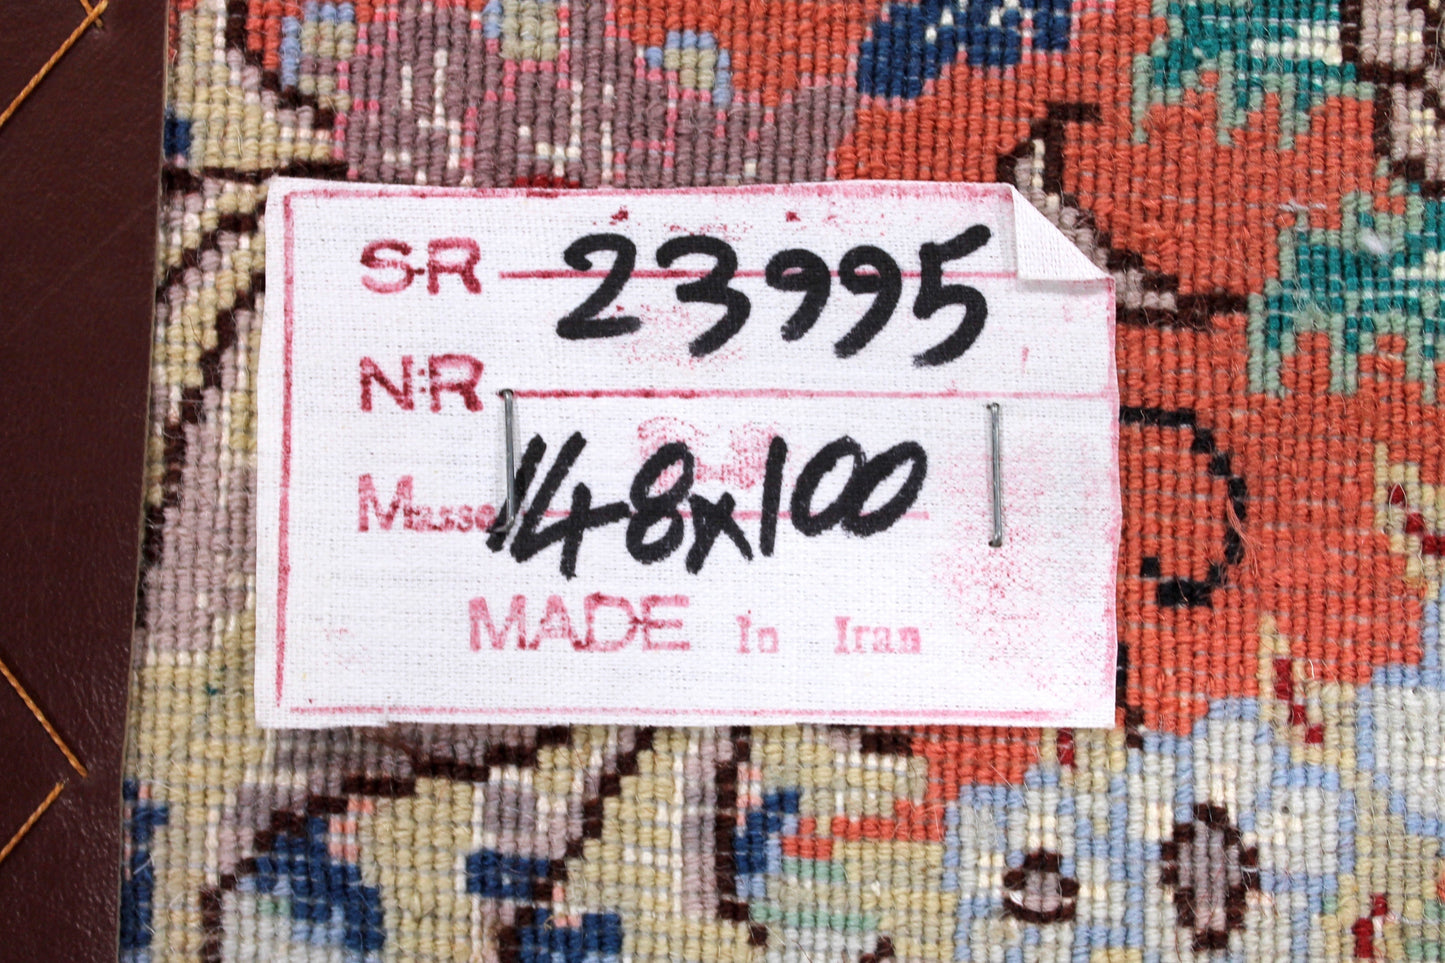 S.R 23995
N:R
Masse 148x100
MADE In Iran